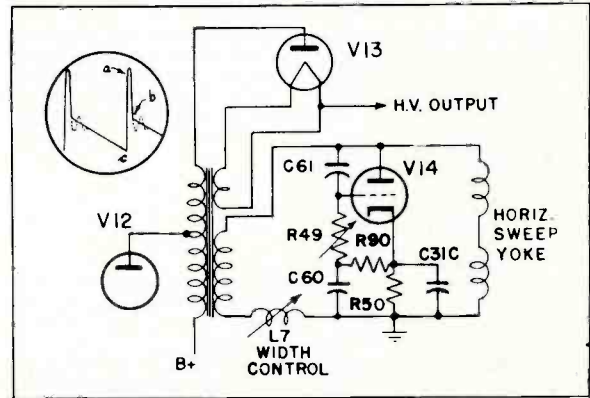 V13
a
b
H.V. OUTPUT
c
C61
V14
V12
R49
R90
HORIZ
SWEEP
YOKE
C60
C31C
R50
L7
WIDTH
CONTROL
B+